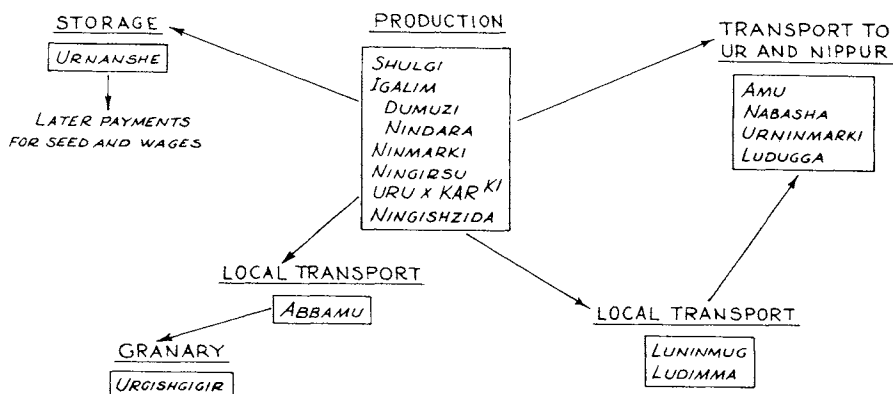 STORAGE
URNANSHE
LATER PAYMENTS
FOR SEED AND WAGES
PRODUCTION
SHULGI
IGALIM
DUMUZI
NINDARA
NINMARKI
NINGIRSU
URU X KAR^KI
NINGISHZIDA
TRANSPORT TO
UR AND NIPPUR
AMU
NABASHA
URNINMARKI
LUDUGGA
LOCAL TRANSPORT
ABBAMU
GRANARY
URGISHGIGIR
LOCAL TRANSPORT
LUNINMUG
LUDIMMA